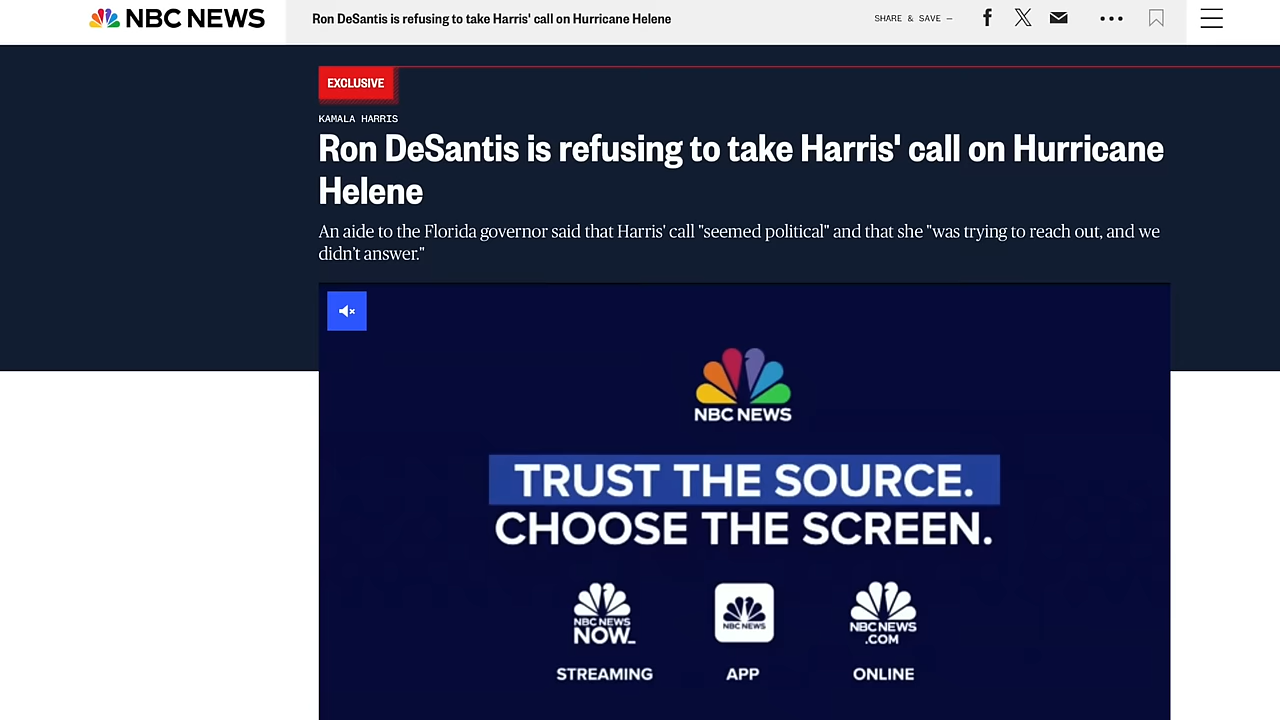 NBC NEWS
Ron DeSantis is refusing to take Harris' call on Hurricane Helene
SHARE & SAVE —
EXCLUSIVE
KAMALA HARRIS
Ron DeSantis is refusing to take Harris' call on Hurricane
Helene
An aide to the Florida governor said that Harris' call "seemed political" and that she "was trying to reach out, and we
didn't answer."
NBC NEWS
TRUST THE SOURCE.
CHOOSE THE SCREEN.
NBC NEWS
NOW_
NBC NEWS
NBC NEWS
.COM
STREAMING
APP
ONLINE